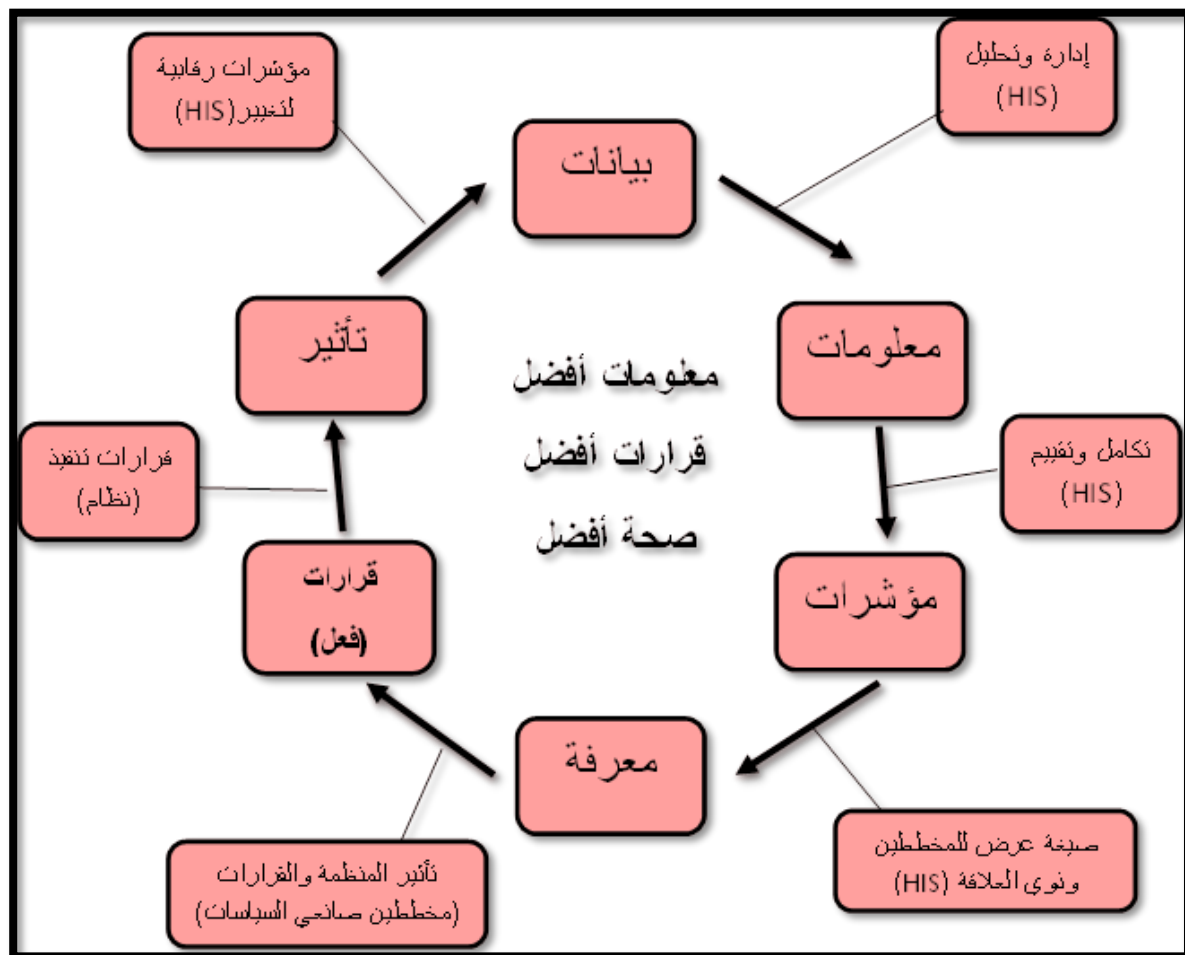 مؤشرات رقابية
لتغيير(HIS)
إدارة وتحليل
(HIS)
بيانات
تأثير
معلومات
معلومات أفضل
قرارات أفضل
صحة أفضل
قرارات تنفيذ
(نظام)
تكامل وتقييم
(HIS)
قرارات
(فعل)
مؤشرات
معرفة
تأثير المنظمة والقرارات
(مخططين صانعي السياسات)
صيغة عرض للمخططين
وذوي العلاقة (HIS)